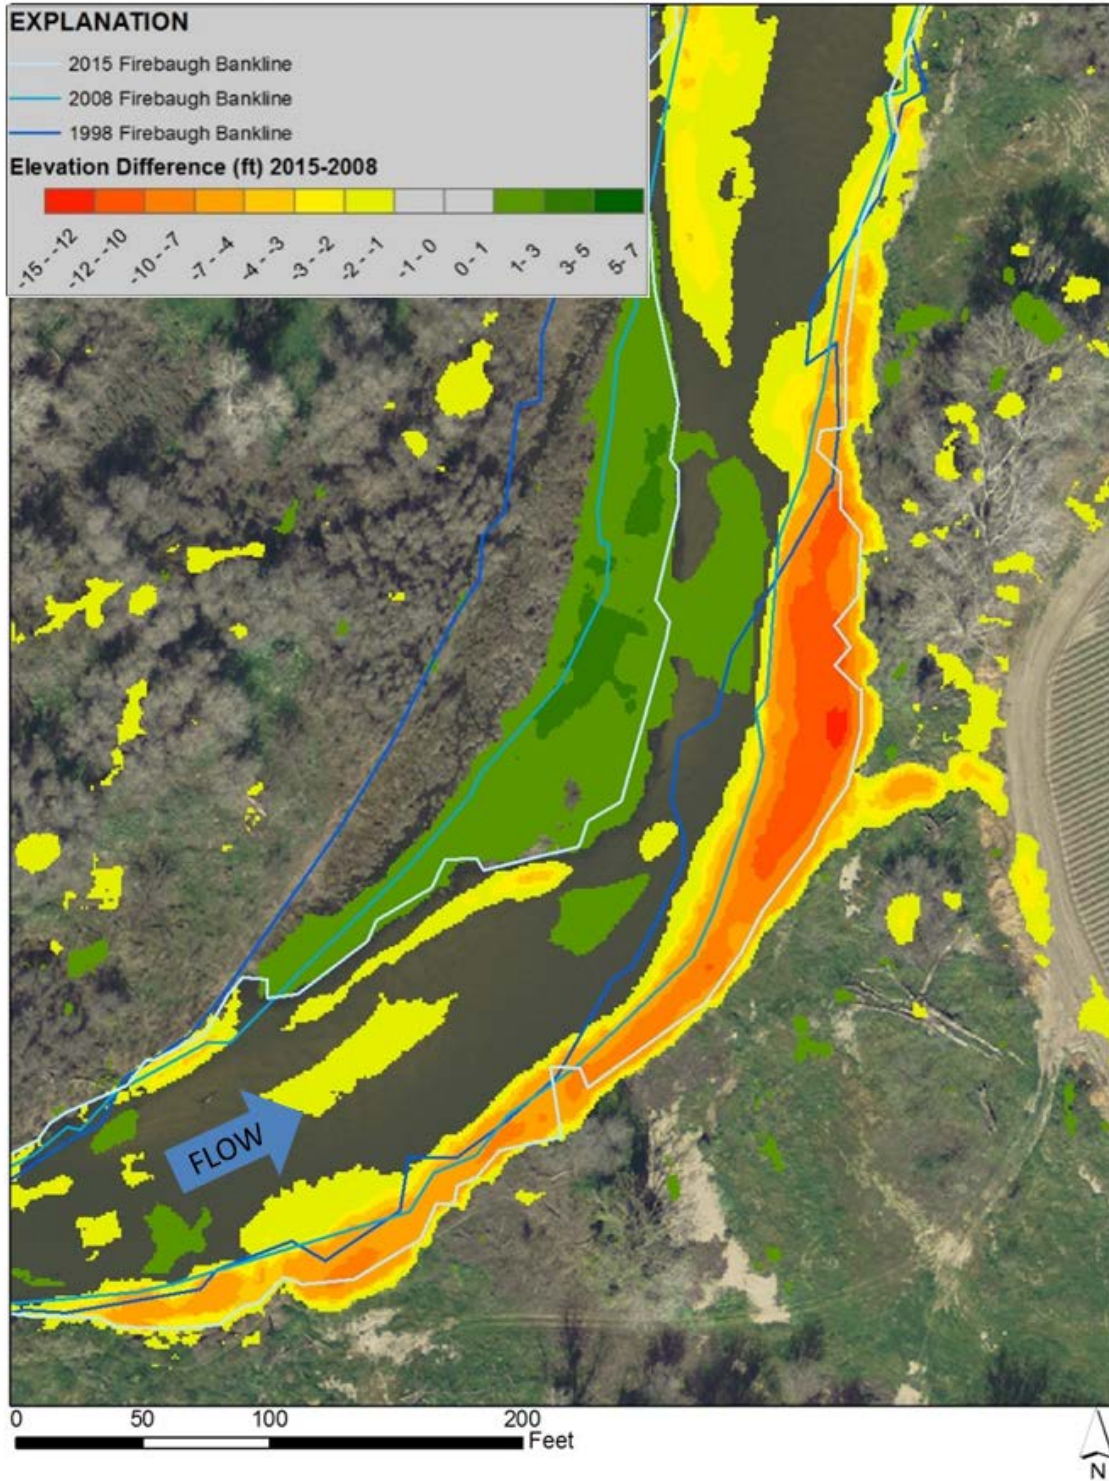 EXPLANATION
2015 Firebaugh Bankline
2008 Firebaugh Bankline
1998 Firebaugh Bankline
Elevation Difference (ft) 2015-2008
-15 - -12
-12 - -10
-10 - -7
-7 - -4
-4 - -3
-3 - -2
-2 - -1
-1 - 0
0 - 1
1- 3
3- 5
5- 7
FLOW
0 50 100 200
Feet
N